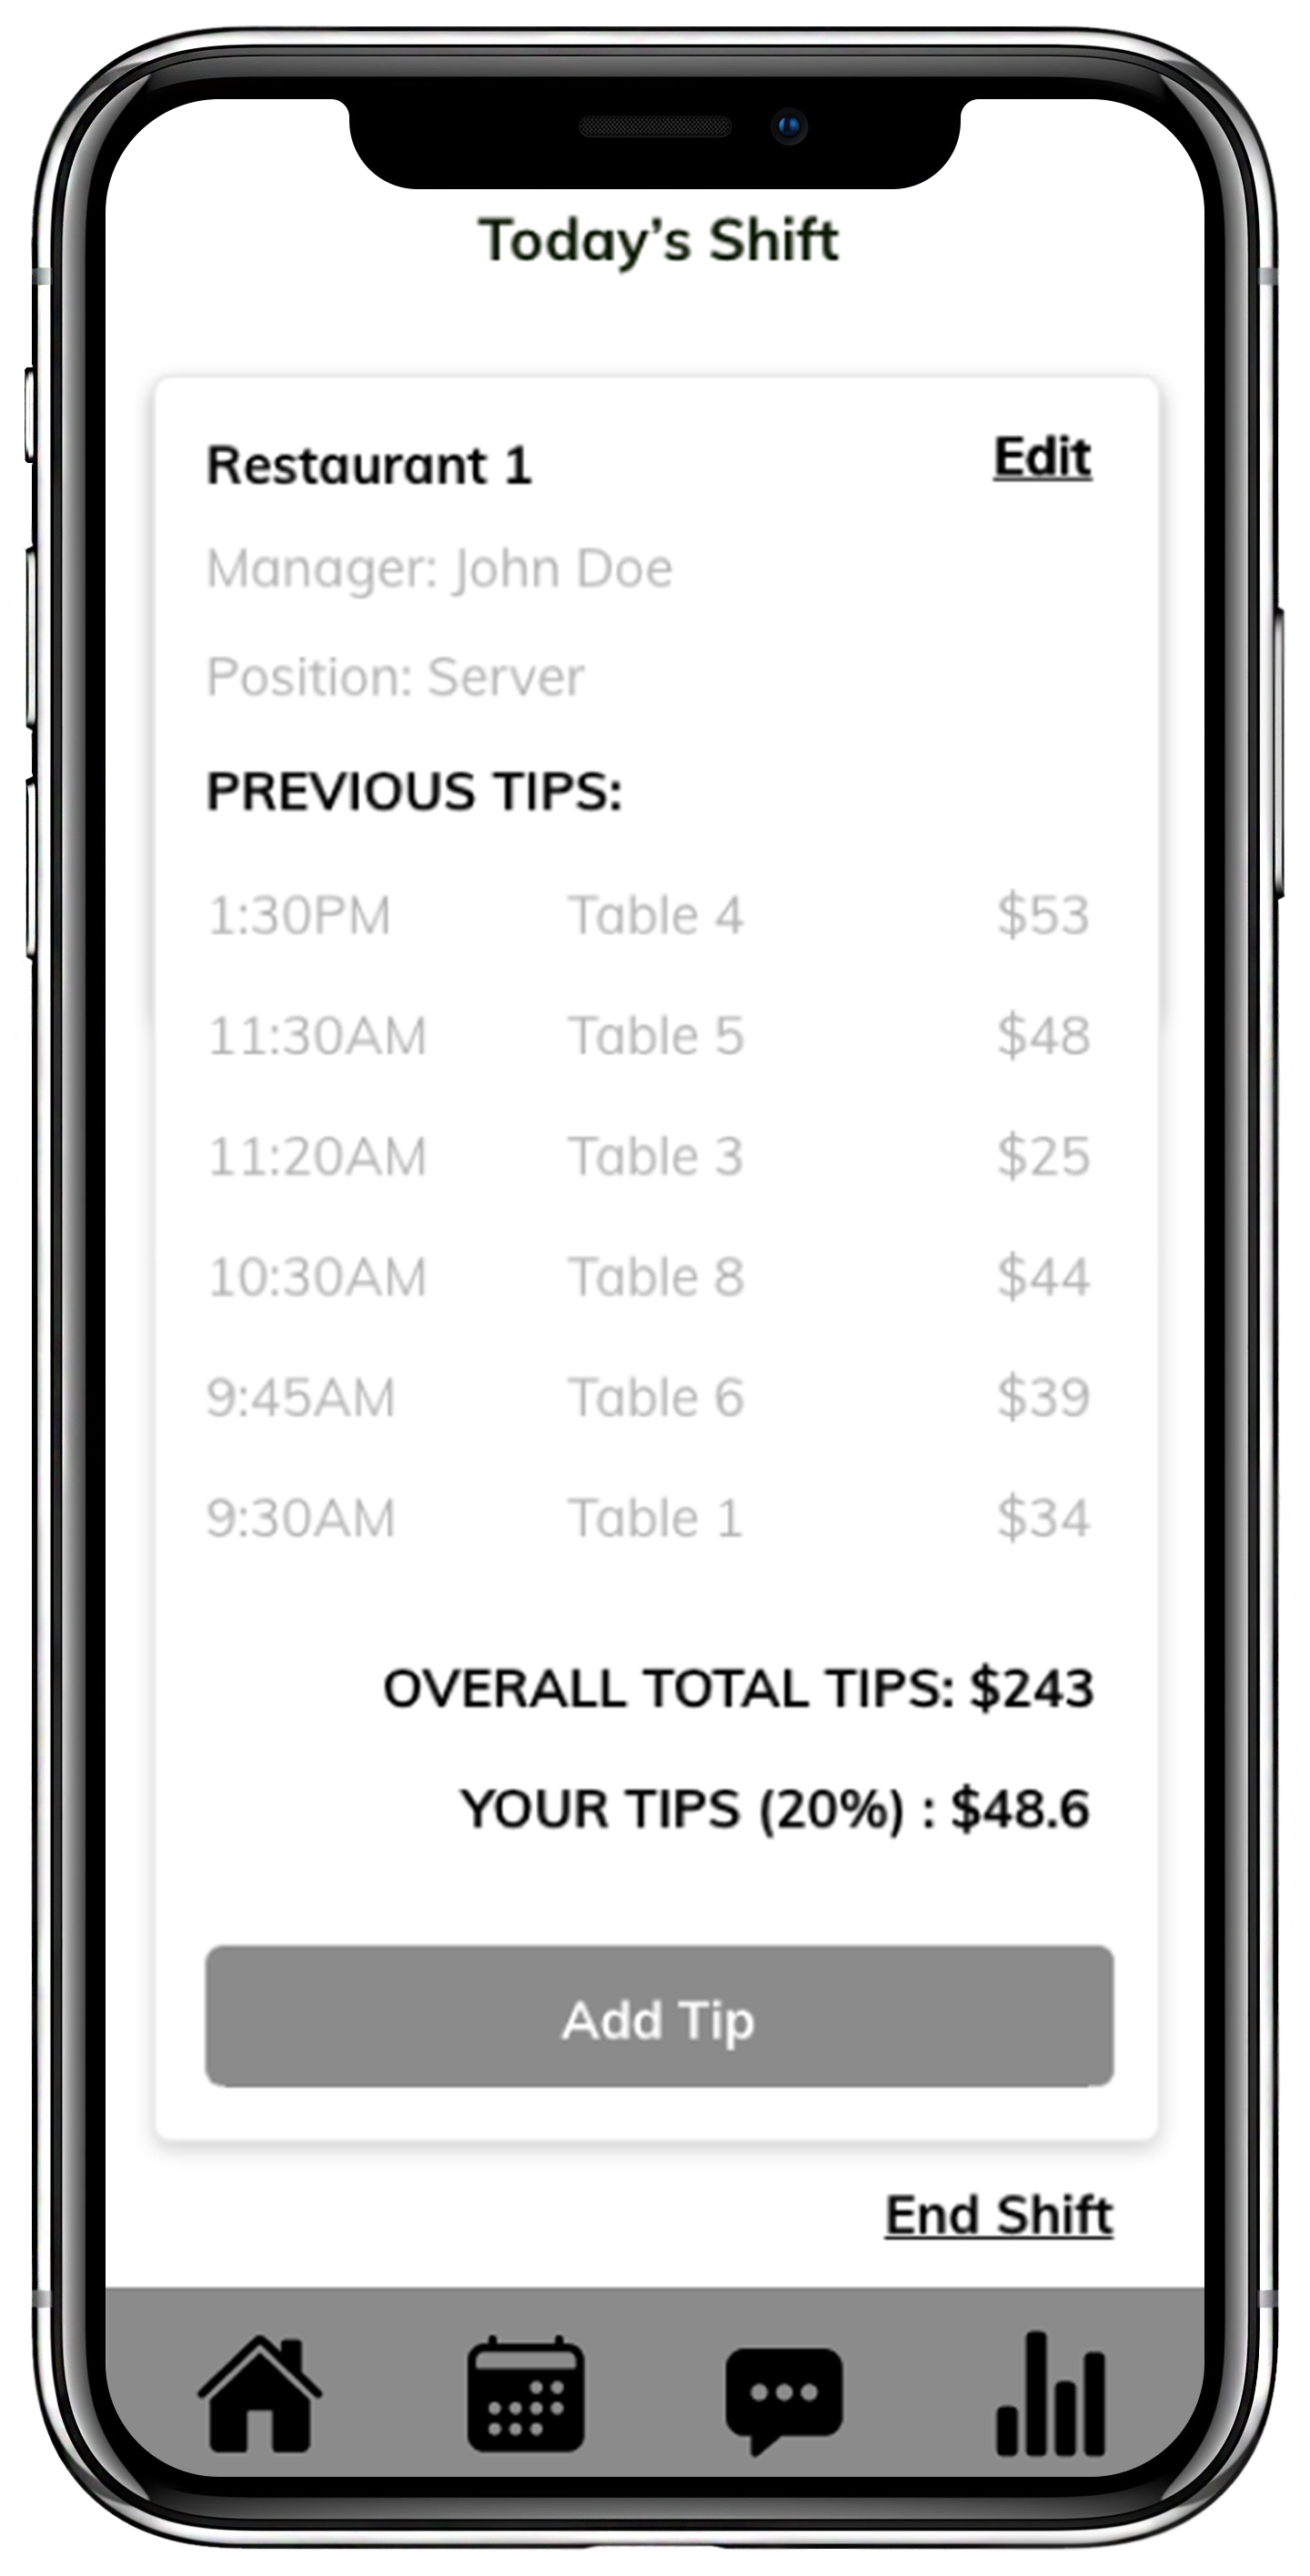 Today's Shift
Restaurant 1 Edit
Manager: John Doe
Position: Server
PREVIOUS TIPS:
1:30PM Table 4 $53
11:30AM Table 5 $48
11:20AM Table 3 $25
10:30AM Table 8 $44
9:45AM Table 6 $39
9:30AM Table 1 $34
OVERALL TOTAL TIPS: $243
YOUR TIPS (20%) : $48.6
Add Tip
End Shift